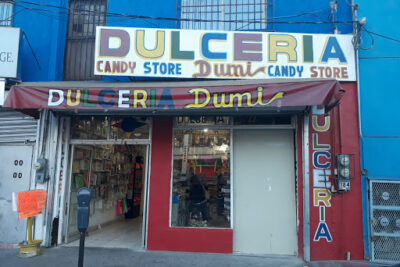 DULCERIA
CANDY STORE Dumi CANDY STORE
DULCERIA Dumi
DULCERIA